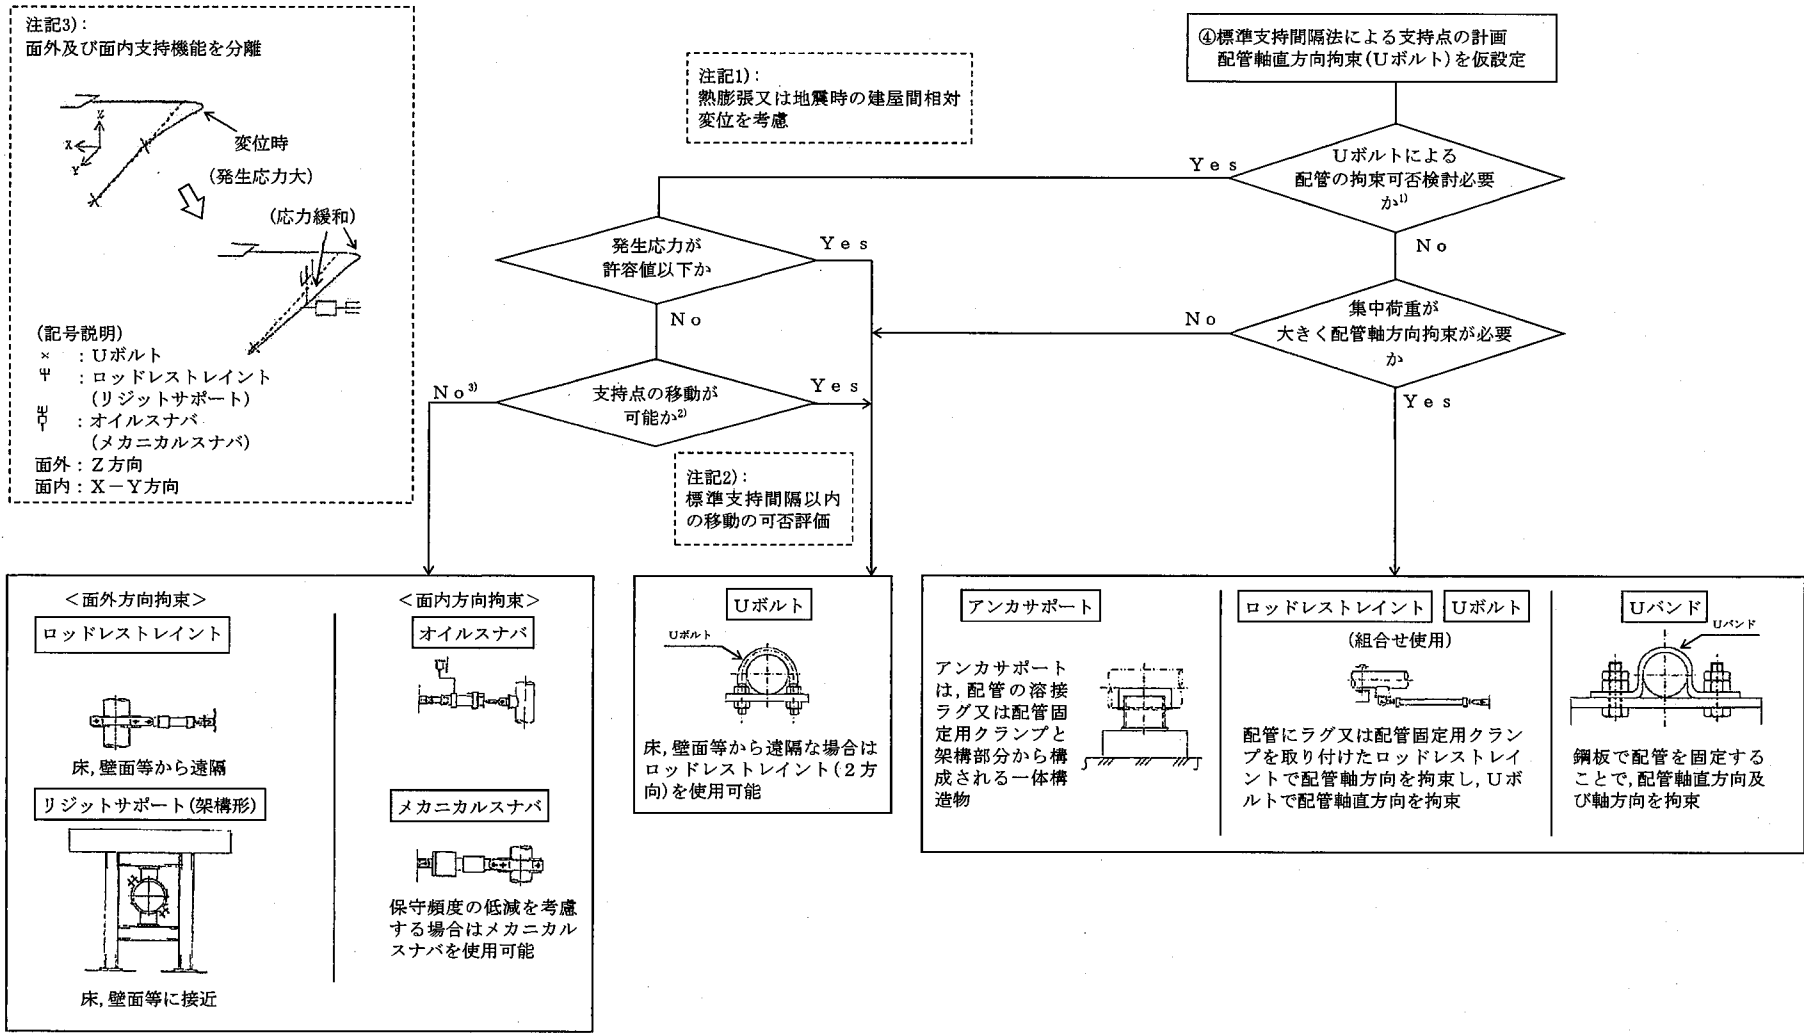 注記3)：
面外及び面内支持機能を分離
Z
X
Y
変位時
(発生応力大)
(応力緩和)
(記号説明)
× ：Uボルト
：ロッドレストレイント
(リジットサポート)
：オイルスナバ
(メカニカルスナバ)
面外：Z方向
面内：X－Y方向
注記1)：
熱膨張又は地震時の建屋間相対
変位を考慮
④標準支持間隔法による支持点の計画
配管軸直方向拘束(Uボルト)を仮設定
Uボルトによる
配管の拘束可否検討必要
か1)
Yes
No
発生応力が
許容値以下か
Yes
No
集中荷重が
大きく配管軸方向拘束が必要
か
No
Yes
支持点の移動が
可能か2)
No3)
Yes
注記2)：
標準支持間隔以内
の移動の可否評価
＜面外方向拘束＞
ロッドレストレイント
床，壁面等から遠隔
リジットサポート(架構形)
床，壁面等に接近
＜面内方向拘束＞
オイルスナバ
メカニカルスナバ
保守頻度の低減を考慮
する場合はメカニカル
スナバを使用可能
Uボルト
Uボルト
床，壁面等から遠隔な場合は
ロッドレストレイント(2方
向)を使用可能
アンカサポート
アンカサポート
は，配管の溶接
ラグ又は配管固
定用クランプと
架構部分から構
成される一体構
造物
ロッドレストレイント Uボルト
(組合せ使用)
配管にラグ又は配管固定用クラン
プを取り付けたロッドレストレイ
ントで配管軸方向を拘束し，Uボ
ルトで配管軸直方向を拘束
Uバンド
Uバンド
鋼板で配管を固定する
ことで，配管軸直方向及
び軸方向を拘束